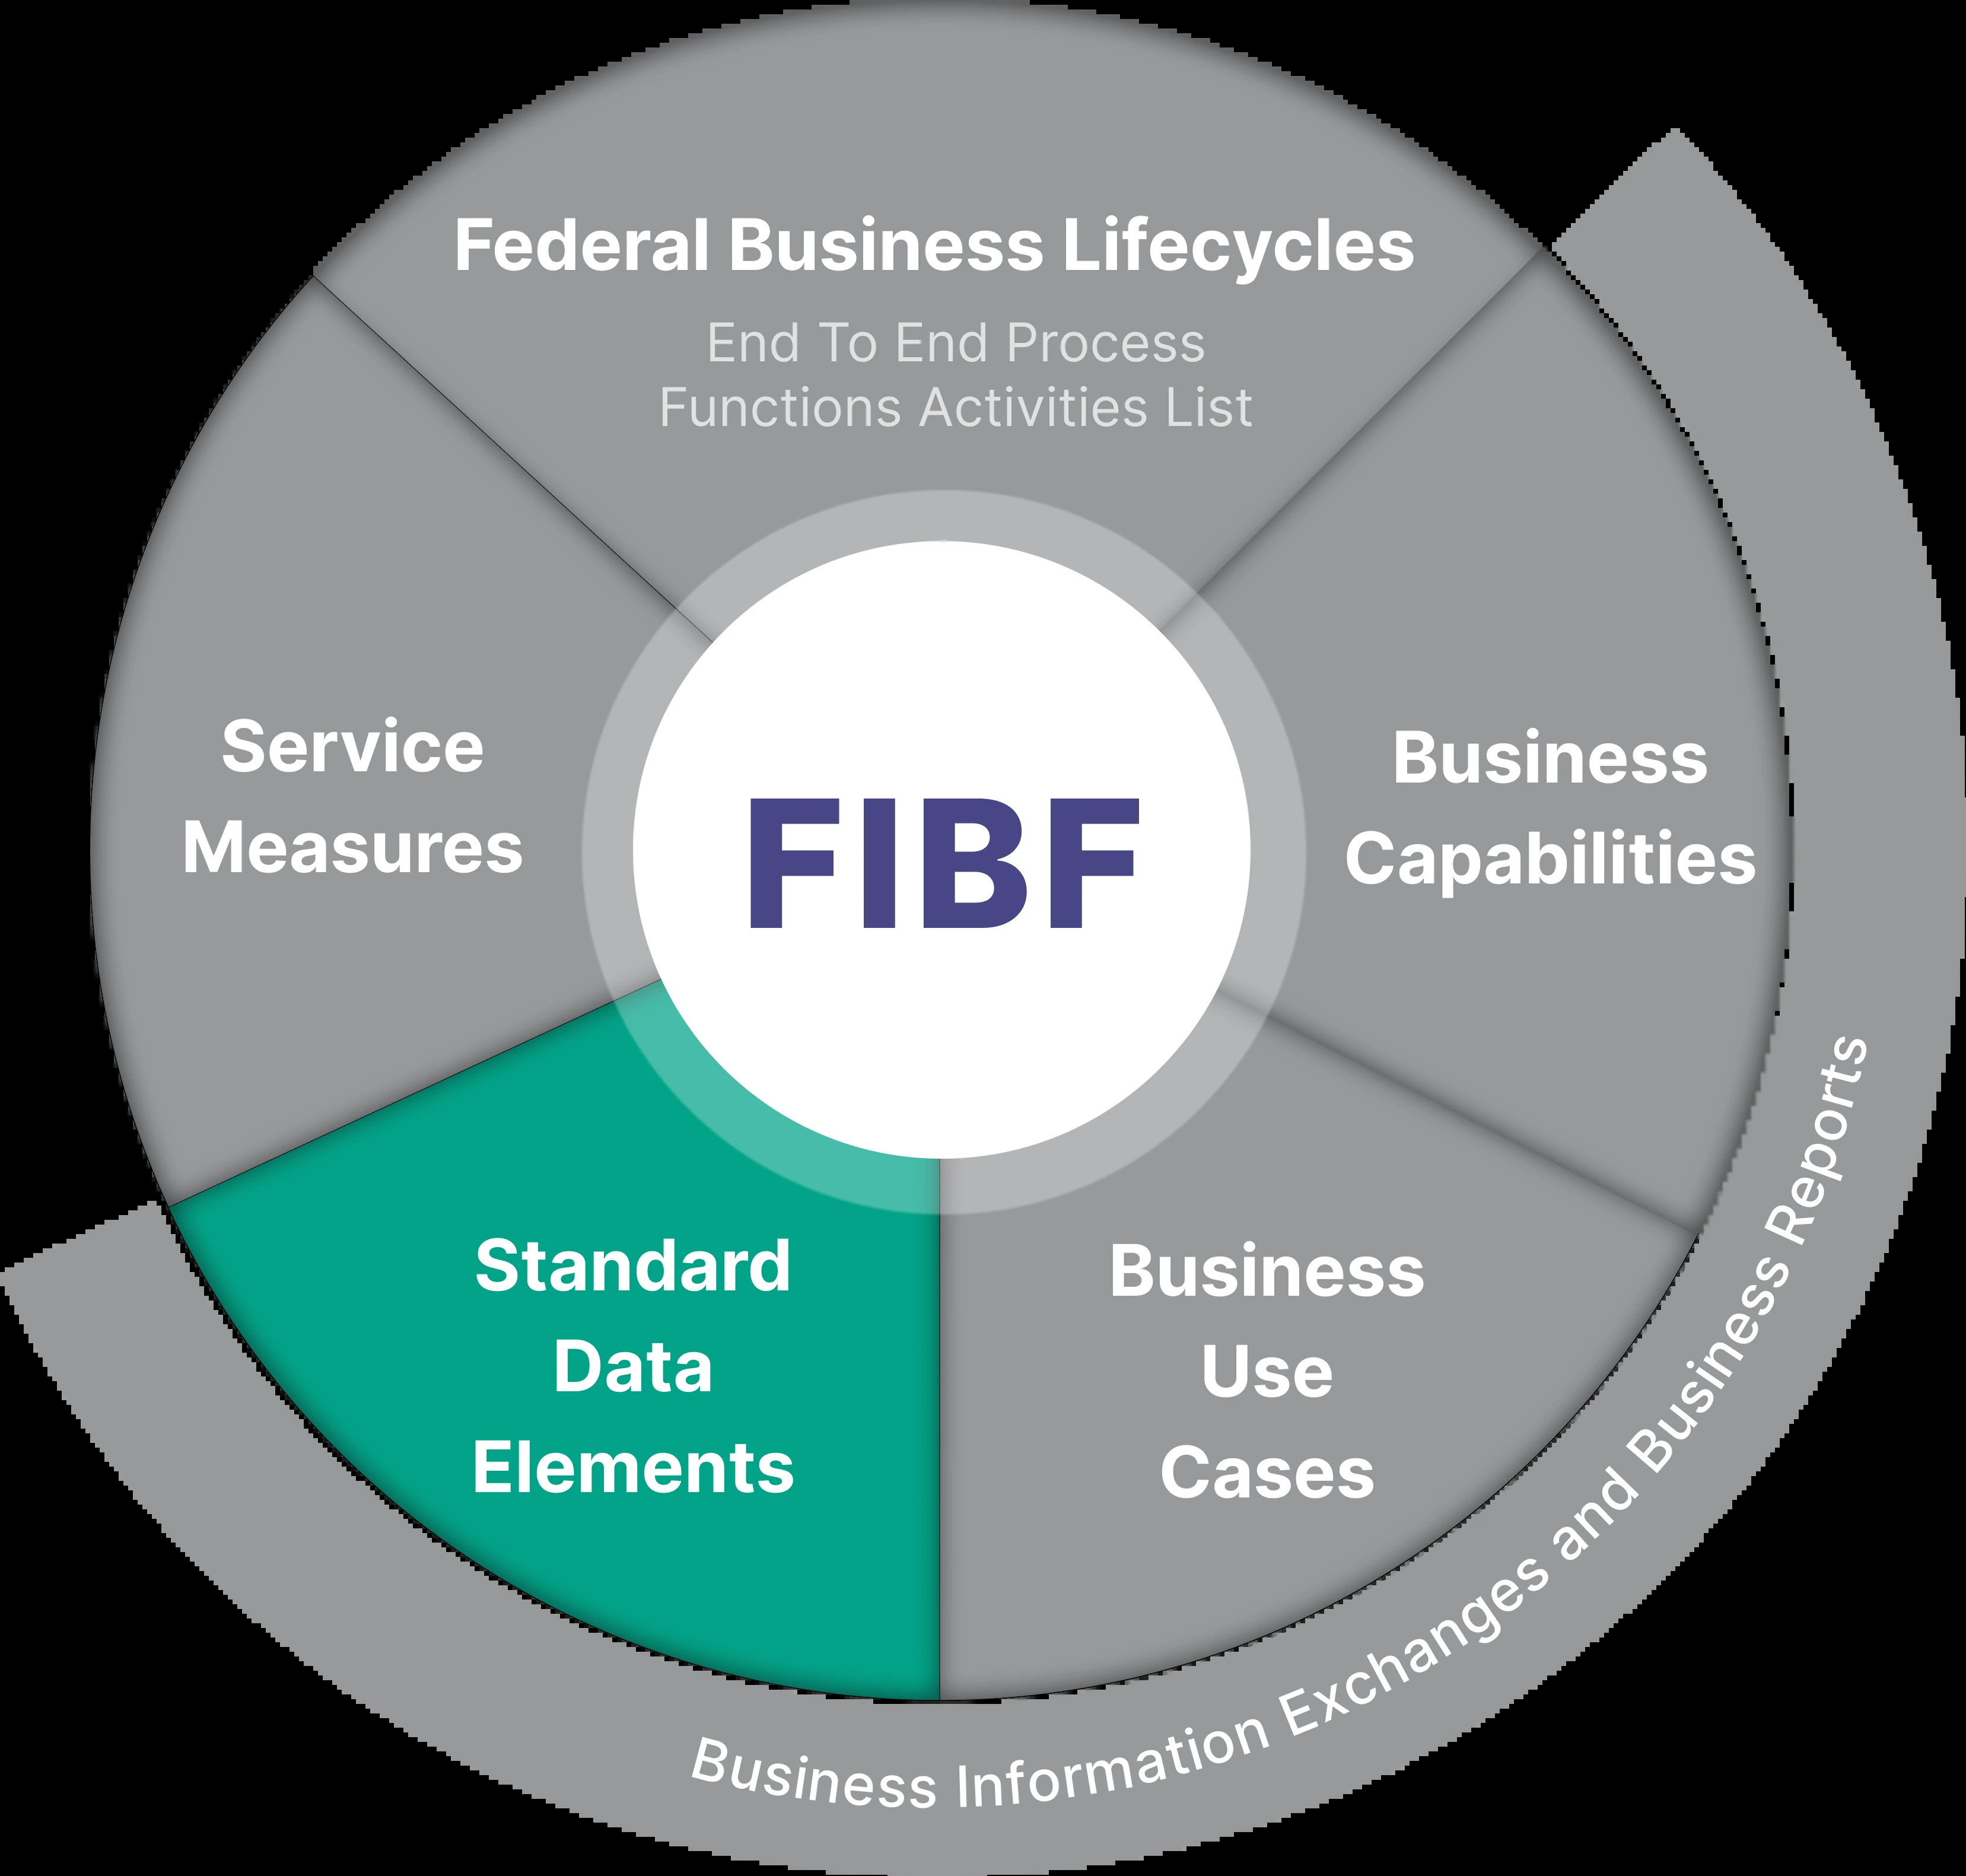 Federal Business Lifecycles
End To End Process
Functions Activities List
Service
Measures
FIBF
Business
Capabilities
Standard
Data
Elements
Business
Use
Cases
Business Information Exchanges and Business Reports